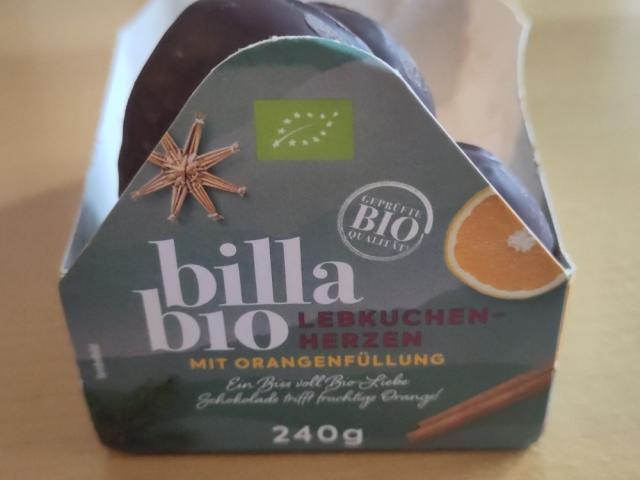 GEPRÜFTE
BIO
QUALITÄT!
billa
bio
LEBKUCHEN-
HERZEN
MIT ORANGENFÜLLUNG
Ein Biss voll Bio-Liebe
Schokolade trifft fruchtige Orange!
240g